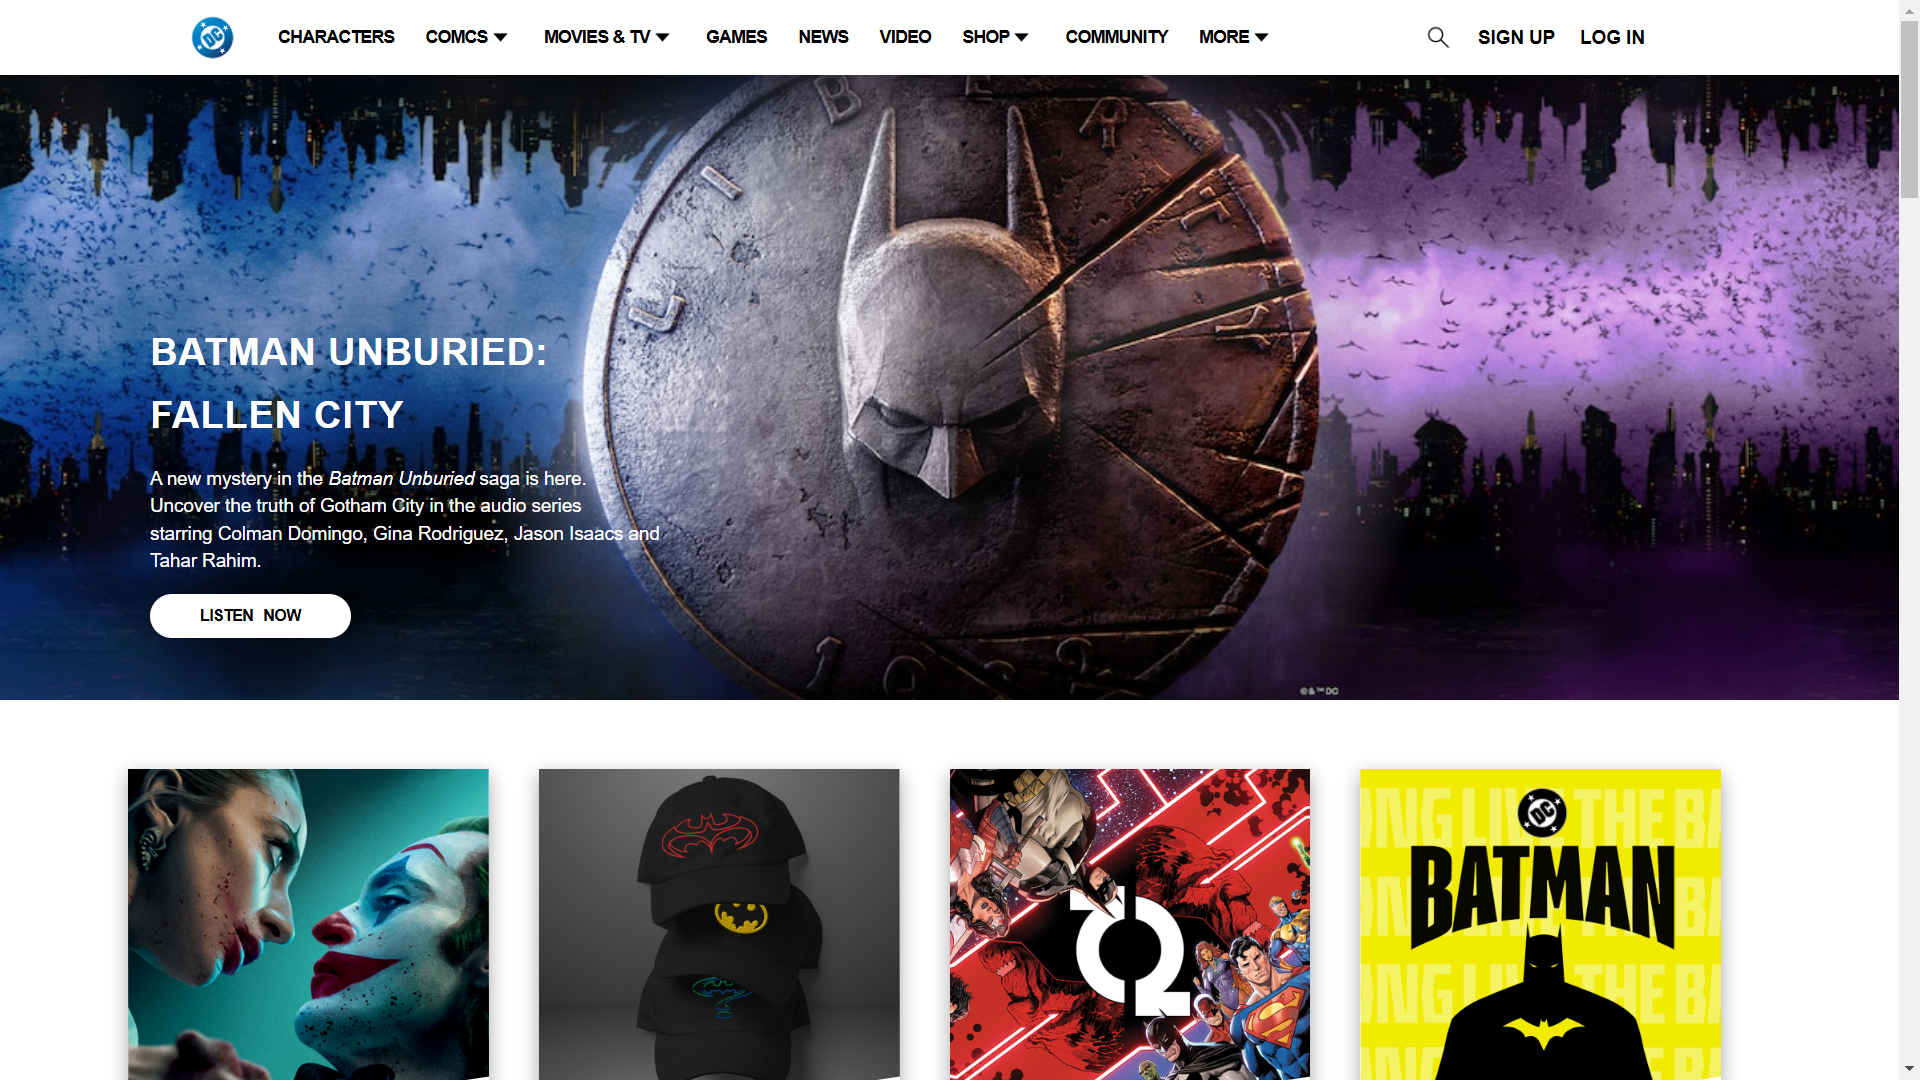 DC
CHARACTERS
COMCS
MOVIES & TV
GAMES
NEWS
VIDEO
SHOP
COMMUNITY
MORE
SIGN UP
LOG IN
BATMAN UNBURIED:
FALLEN CITY
A new mystery in the Batman Unburied saga is here.
Uncover the truth of Gotham City in the audio series
starring Colman Domingo, Gina Rodriguez, Jason Isaacs and
Tahar Rahim.
LISTEN NOW
©&™DC
DC
BATMAN